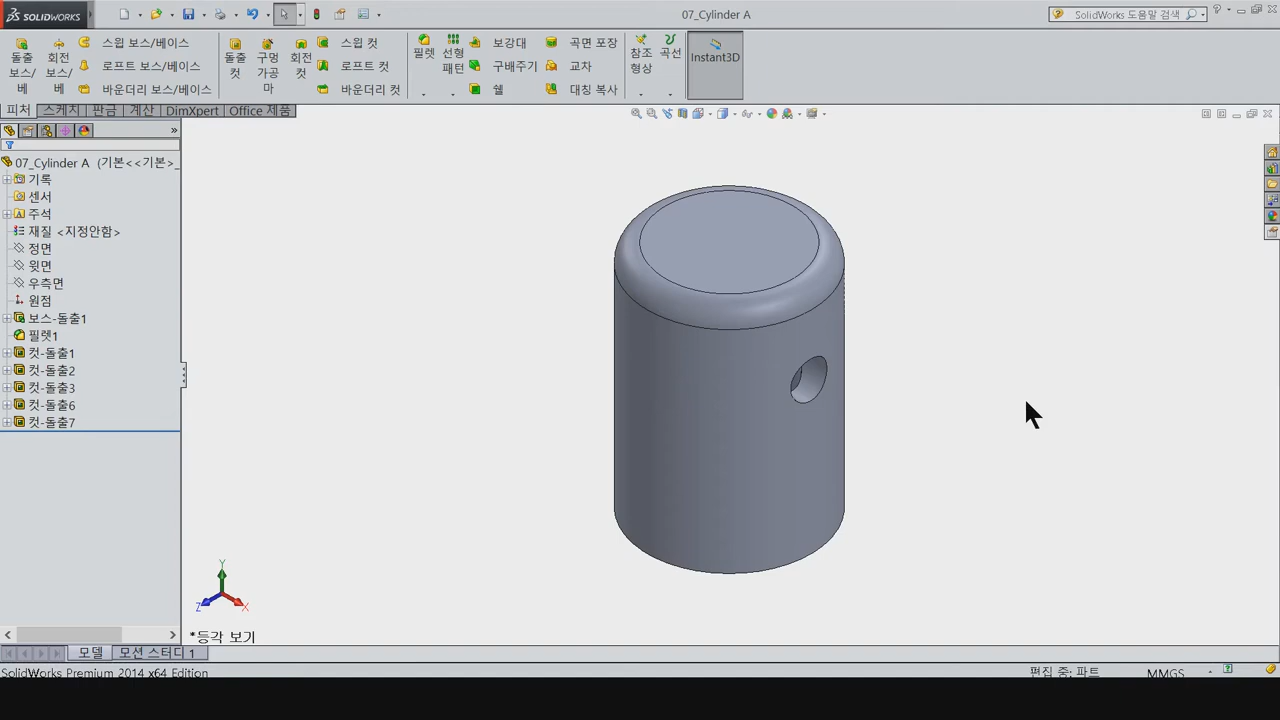 SOLIDWORKS
07_Cylinder A
SolidWorks 도움말 검색
돌출 보스/베
회전 보스/베
스윕 보스/베이스
로프트 보스/베이스
바운더리 보스/베이스
돌출 컷
구멍 가공 마
회전 컷
스윕 컷
로프트 컷
바운더리 컷
필렛
선형 패턴
보강대
구배주기
쉘
곡면 포장
교차
대칭 복사
참조 형상
곡선
Instant3D
피처
스케치
판금
계산
DimXpert
Office 제품
07_Cylinder A (기본<<기본>_
기록
센서
주석
재질 <지정안함>
정면
윗면
우측면
원점
보스-돌출1
필렛1
컷-돌출1
컷-돌출2
컷-돌출3
컷-돌출6
컷-돌출7
Y
Z
X
*등각 보기
모델
모션 스터디 1
SolidWorks Premium 2014 x64 Edition
편집 중: 파트
MMGS